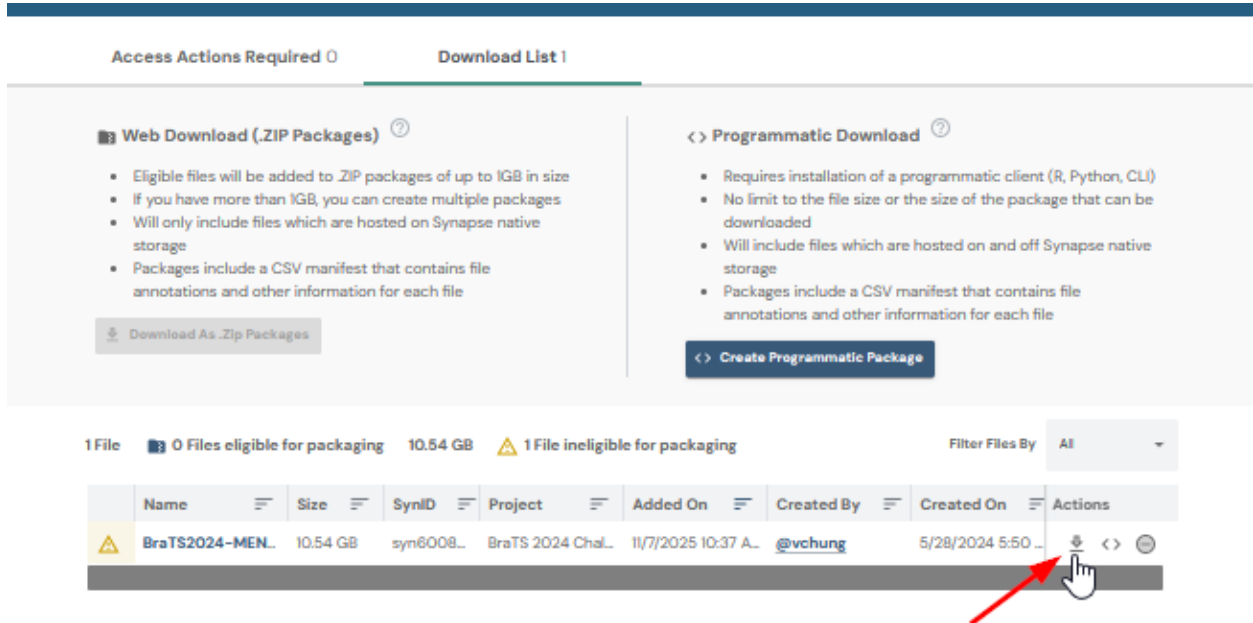 Access Actions Required 0
Download List 1
Web Download (.ZIP Packages)
Eligible files will be added to .ZIP packages of up to 1GB in size
If you have more than 1GB, you can create multiple packages
Will only include files which are hosted on Synapse native
storage
Packages include a CSV manifest that contains file
annotations and other information for each file
Download As .Zip Packages
Programmatic Download
Requires installation of a programmatic client (R, Python, CLI)
No limit to the file size or the size of the package that can be
downloaded
Will include files which are hosted on and off Synapse native
storage
Packages include a CSV manifest that contains file
annotations and other information for each file
Create Programmatic Package
1 File 0 Files eligible for packaging 10.54 GB 1 File ineligible for packaging Filter Files By All
Name Size SynID Project Added On Created By Created On Actions
BraTS2024-MEN... 10.54 GB syn6008... BraTS 2024 Chal... 11/7/2025 10:37 A... @vchung 5/28/2024 5:50 ...